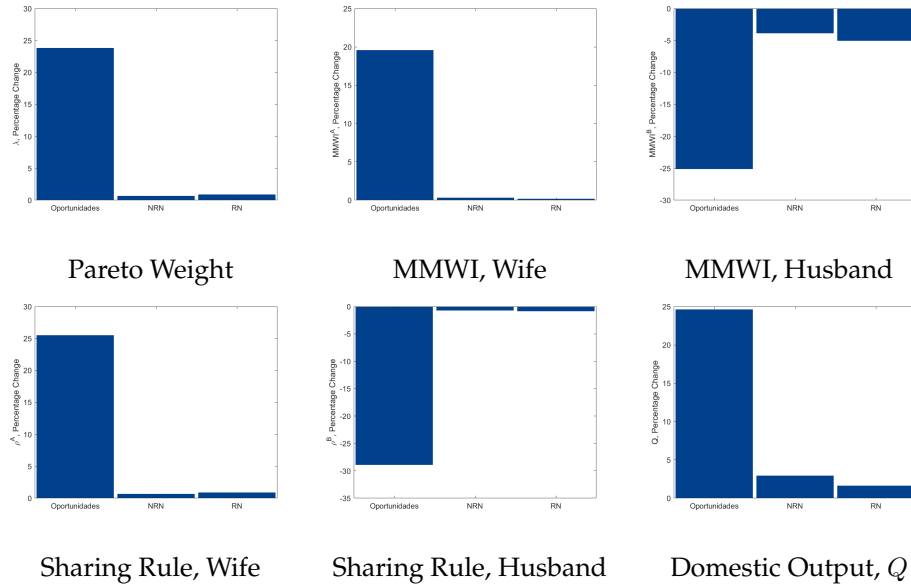 30
25
20
15
10
5
0
λ, Percentage Change
Oportunidades NRN RN
Pareto Weight
25
20
15
10
5
0
MMWI^A, Percentage Change
Oportunidades NRN RN
MMWI, Wife
0
-5
-10
-15
-20
-25
-30
MMWI^B, Percentage Change
Oportunidades NRN RN
MMWI, Husband
30
25
20
15
10
5
0
ρ^A, Percentage Change
Oportunidades NRN RN
Sharing Rule, Wife
0
-5
-10
-15
-20
-25
-30
-35
ρ^B, Percentage Change
Oportunidades NRN RN
Sharing Rule, Husband
25
20
15
10
5
0
Q, Percentage Change
Oportunidades NRN RN
Domestic Output, Q